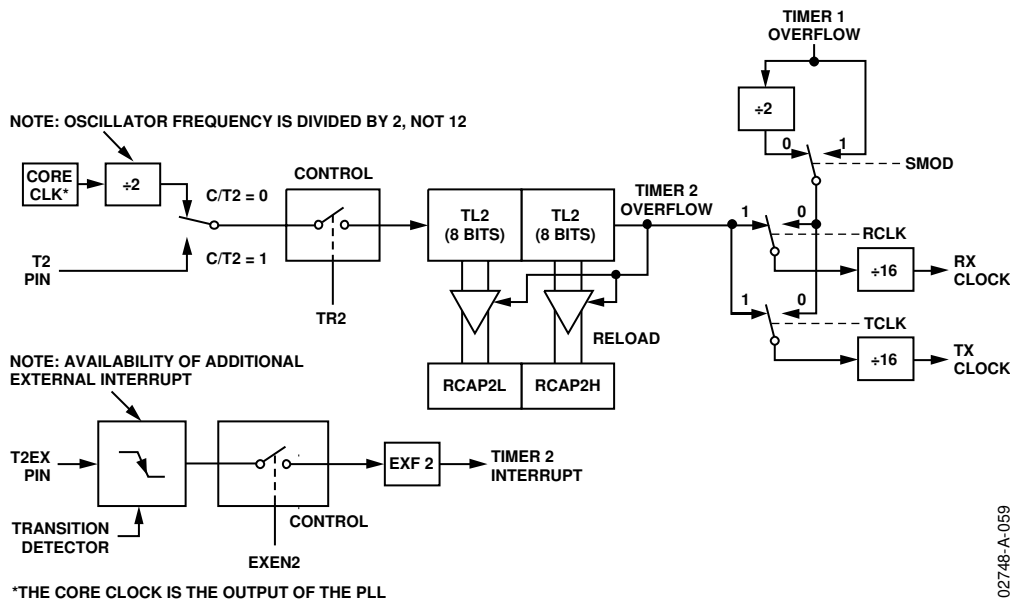 TIMER 1
OVERFLOW
÷2
0
1
SMOD
NOTE: OSCILLATOR FREQUENCY IS DIVIDED BY 2, NOT 12
CORE
CLK*
÷2
C/T2 = 0
C/T2 = 1
T2
PIN
CONTROL
TR2
TL2
(8 BITS)
TL2
(8 BITS)
TIMER 2
OVERFLOW
RELOAD
RCAP2L
RCAP2H
1
0
RCLK
÷16
RX
CLOCK
1
0
TCLK
÷16
TX
CLOCK
NOTE: AVAILABILITY OF ADDITIONAL
EXTERNAL INTERRUPT
T2EX
PIN
TRANSITION
DETECTOR
CONTROL
EXEN2
EXF 2
TIMER 2
INTERRUPT
*THE CORE CLOCK IS THE OUTPUT OF THE PLL
02748-A-059